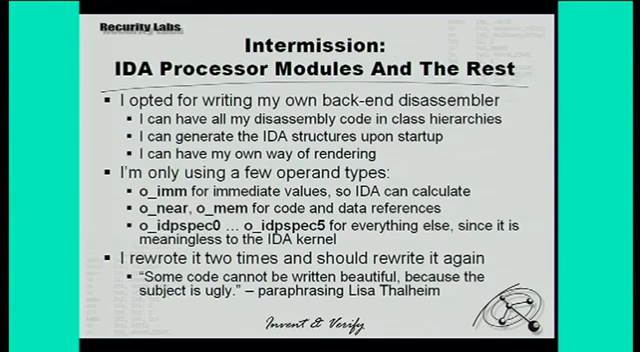 Recurity Labs
Intermission:
IDA Processor Modules And The Rest
I opted for writing my own back-end disassembler
I can have all my disassembly code in class hierarchies
I can generate the IDA structures upon startup
I can have my own way of rendering
I'm only using a few operand types:
o_imm for immediate values, so IDA can calculate
o_near, o_mem for code and data references
o_idpspec0 ... o_idpspec5 for everything else, since it is
meaningless to the IDA kernel
I rewrote it two times and should rewrite it again
"Some code cannot be written beautiful, because the
subject is ugly." – paraphrasing Lisa Thalheim
Invent & Verify